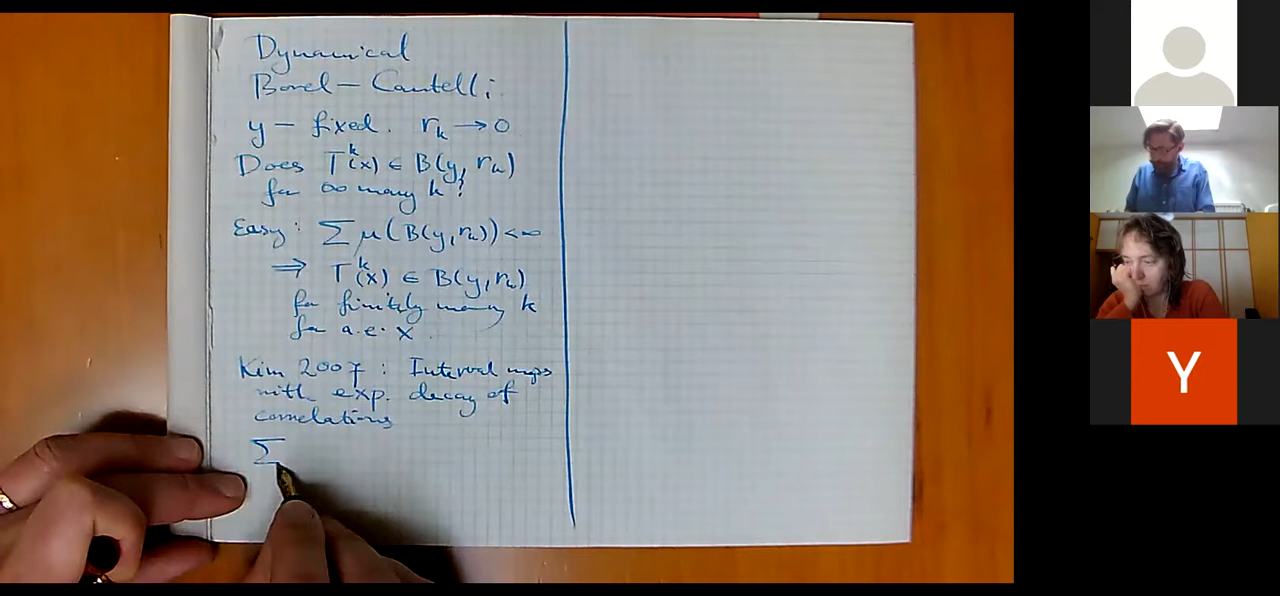 Dynamical
Borel – Cantelli:
y – fixed. r_k → 0
Does T^k(x) ∈ B(y, r_k)
for ∞ many k?
Easy: Σ μ(B(y, r_k)) < ∞
⇒ T^k(x) ∈ B(y, r_k)
for finitely many k
for a.e. x.
Kim 2007: Interval maps
with exp. decay of
correlations
Σ
Y